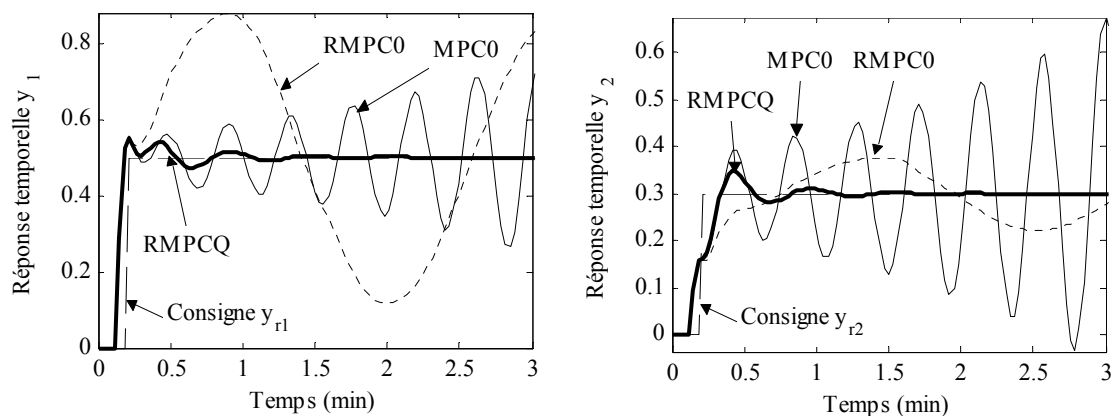 Réponse temporelle y 1
0.8
0.6
0.4
0.2
0
0
0.5
1
1.5
2
2.5
3
Temps (min)
RMPC0
MPC0
RMPCQ
Consigne yr1
Réponse temporelle y 2
0.6
0.5
0.4
0.3
0.2
0.1
0
0
0.5
1
1.5
2
2.5
3
Temps (min)
MPC0
RMPC0
RMPCQ
Consigne yr2